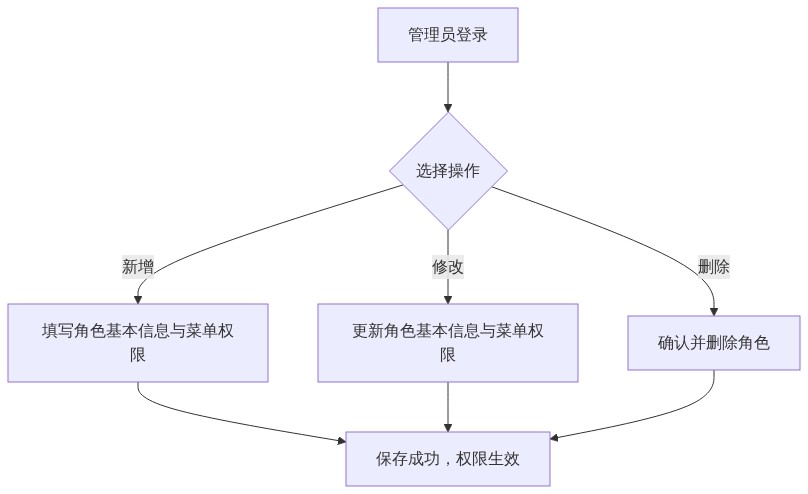 管理员登录
选择操作
新增
修改
删除
填写角色基本信息与菜单权
限
更新角色基本信息与菜单权
限
确认并删除角色
保存成功，权限生效